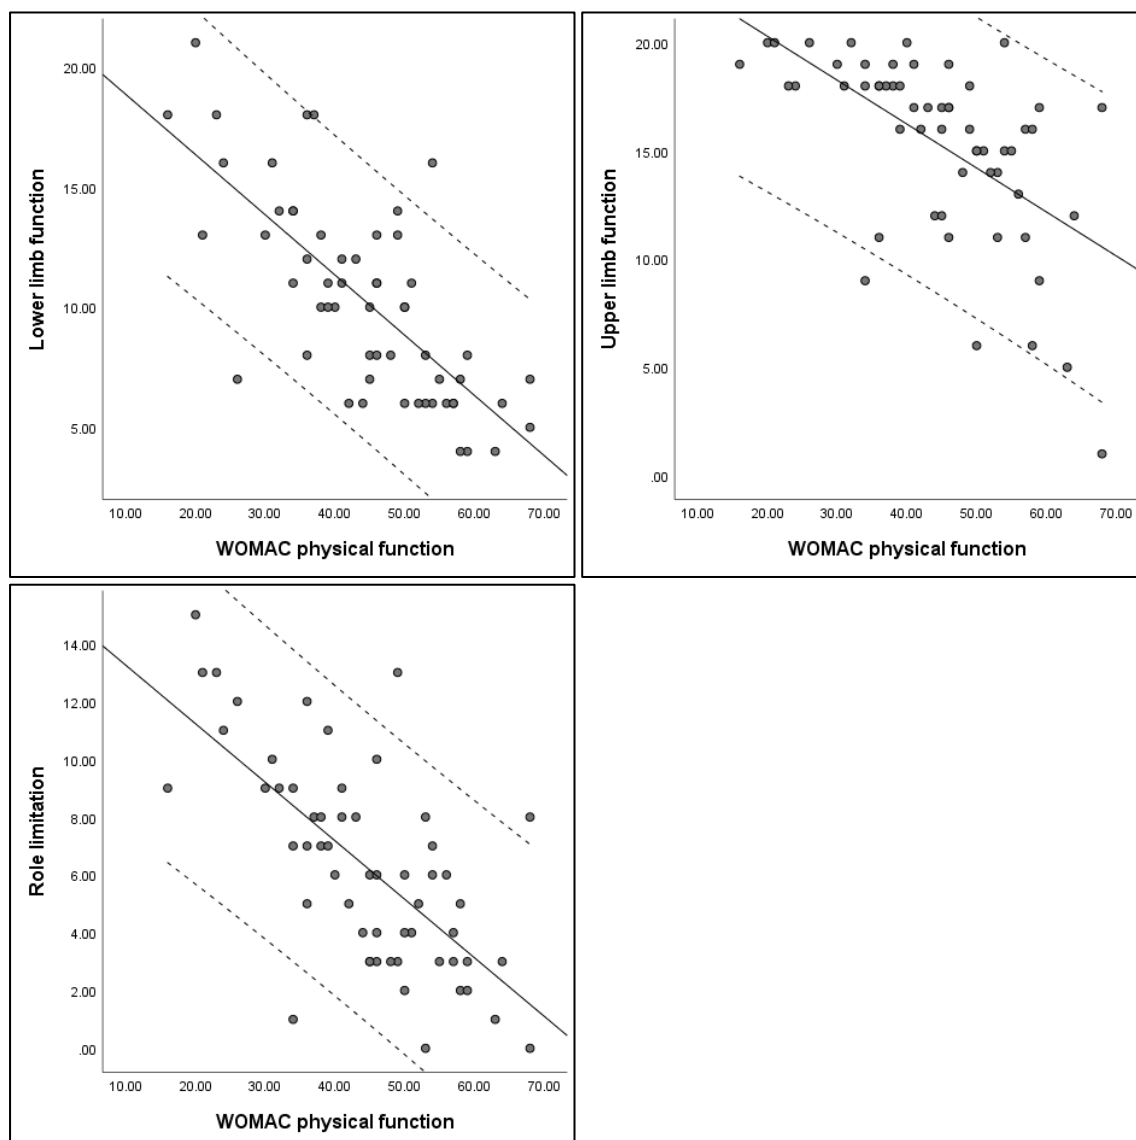 Lower limb function
20.00
15.00
10.00
5.00
10.00 20.00 30.00 40.00 50.00 60.00 70.00
WOMAC physical function
Upper limb function
20.00
15.00
10.00
5.00
.00
10.00 20.00 30.00 40.00 50.00 60.00 70.00
WOMAC physical function
Role limitation
14.00
12.00
10.00
8.00
6.00
4.00
2.00
.00
10.00 20.00 30.00 40.00 50.00 60.00 70.00
WOMAC physical function